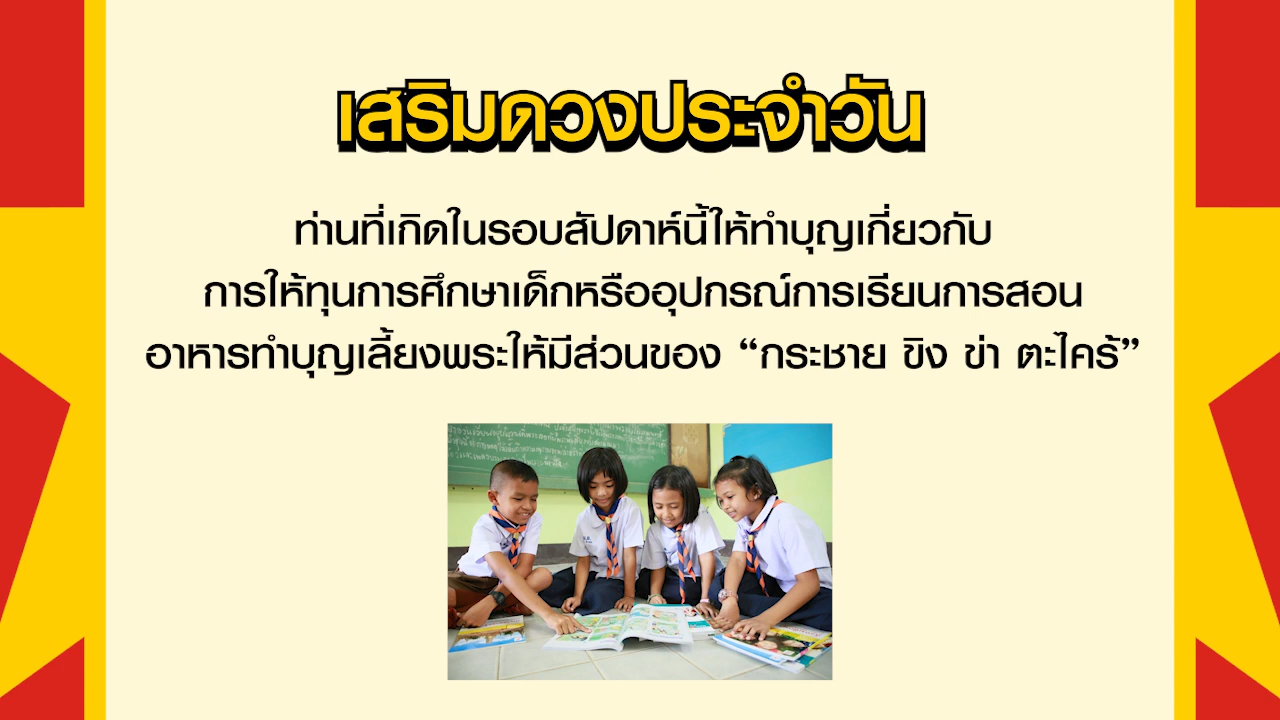 เสริมดวงประจำวัน
ท่านที่เกิดในรอบสัปดาห์นี้ให้ทำบุญเกี่ยวกับ
การให้ทุนการศึกษาเด็กหรืออุปกรณ์การเรียนการสอน
อาหารทำบุญเลี้ยงพระให้มีส่วนของ “กระชาย ขิง ข่า ตะไคร้”